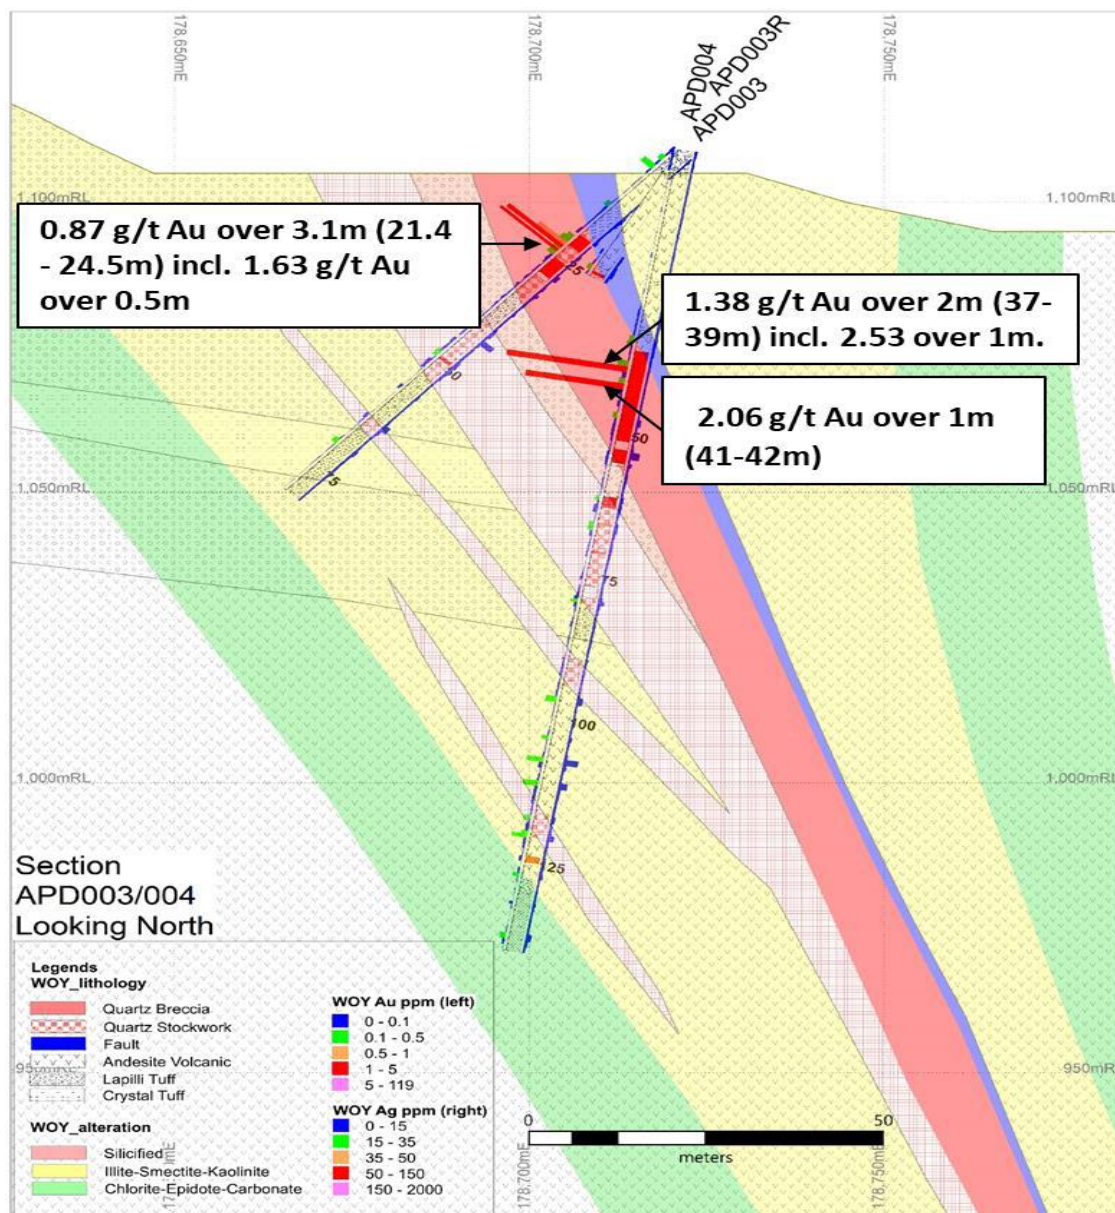 178,650mE
178,700mE
178,750mE
APD004
APD003R
APD003
1,100mRL
1,100mRL
0.87 g/t Au over 3.1m (21.4
- 24.5m) incl. 1.63 g/t Au
over 0.5m
1.38 g/t Au over 2m (37-
39m) incl. 2.53 over 1m.
2.06 g/t Au over 1m
(41-42m)
25
50
75
50
75
100
125
1,050mRL
1,050mRL
1,000mRL
1,000mRL
Section
APD003/004
Looking North
950mRL
Legends
WOY_lithology
Quartz Breccia
Quartz Stockwork
Fault
Andesite Volcanic
Lapilli Tuff
Crystal Tuff
WOY_alteration
Silicified
Illite-Smectite-Kaolinite
Chlorite-Epidote-Carbonate
WOY Au ppm (left)
0 - 0.1
0.1 - 0.5
0.5 - 1
1 - 5
5 - 119
WOY Ag ppm (right)
0 - 15
15 - 35
35 - 50
50 - 150
150 - 2000
0
50
meters
178,700mE
178,750mE